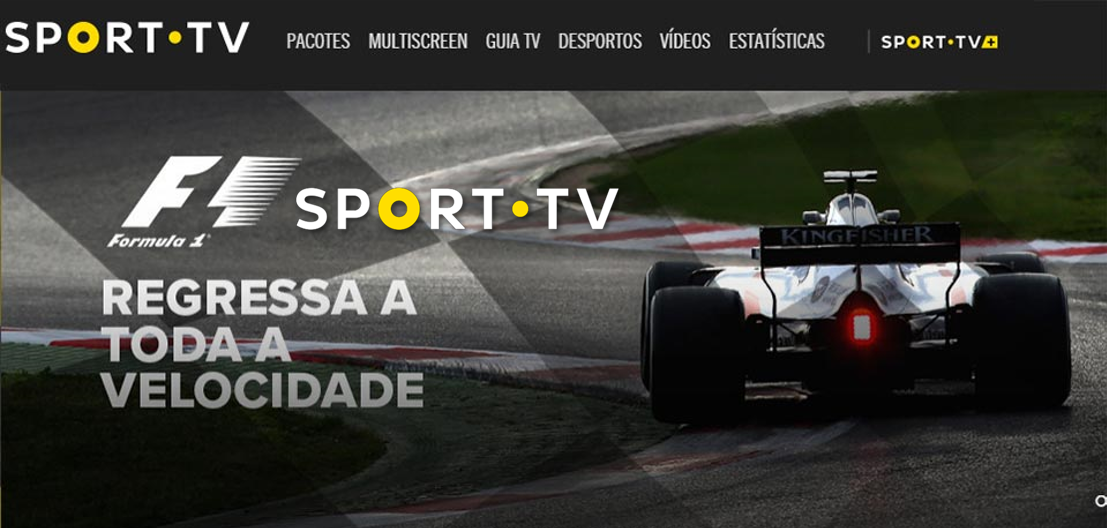 SPORT•TV
PACOTES MULTISCREEN GUIA TV DESPORTOS VÍDEOS ESTATÍSTICAS
SPORT•TV+
F1
Formula 1®
SPORT•TV
REGRESSA A
TODA A
VELOCIDADE
KINGFISHER